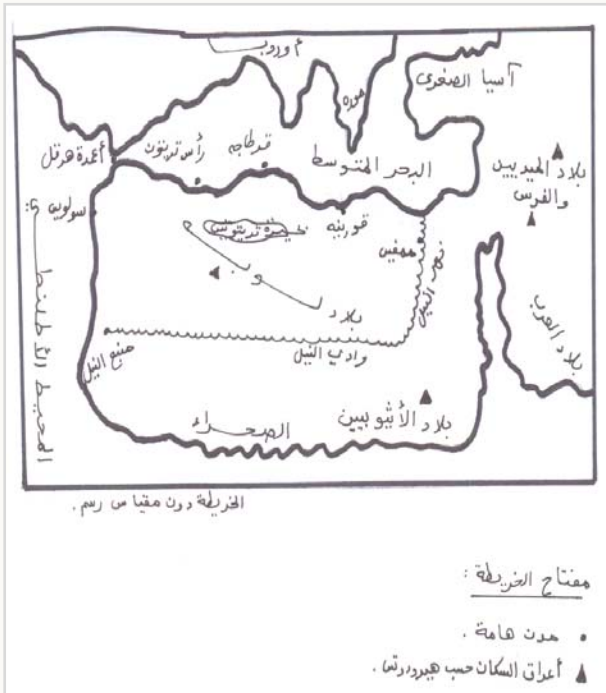 أوروبا
آسيا الصغرى
موره
أعمدة هرقل
رأس ترينون
قرطاجه
البحر المتوسط
بلاد الميديين
والفرس
سولويس
بحيرة تريتونيس
قورينه
ممفيس
نهر النيل
بلاد ليوبيا
بلاد العرب
المحيط الأطلنطي
منبع النيل
وادي النيل
بلاد الأثيوبيين
الصحراء
الخريطة دون مقياس رسم.
مفتاح الخريطة :
مدن هامة .
أعراق السكان حسب هيرودوتس.